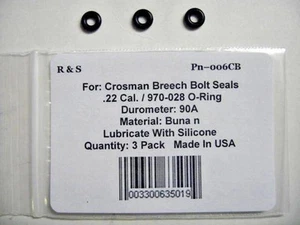 R & S Pn-006CB
For: Crosman Breech Bolt Seals
.22 Cal. / 970-028 O-Ring
Durometer: 90A
Material: Buna n
Lubricate With Silicone
Quantity: 3 Pack Made In USA
003300635019